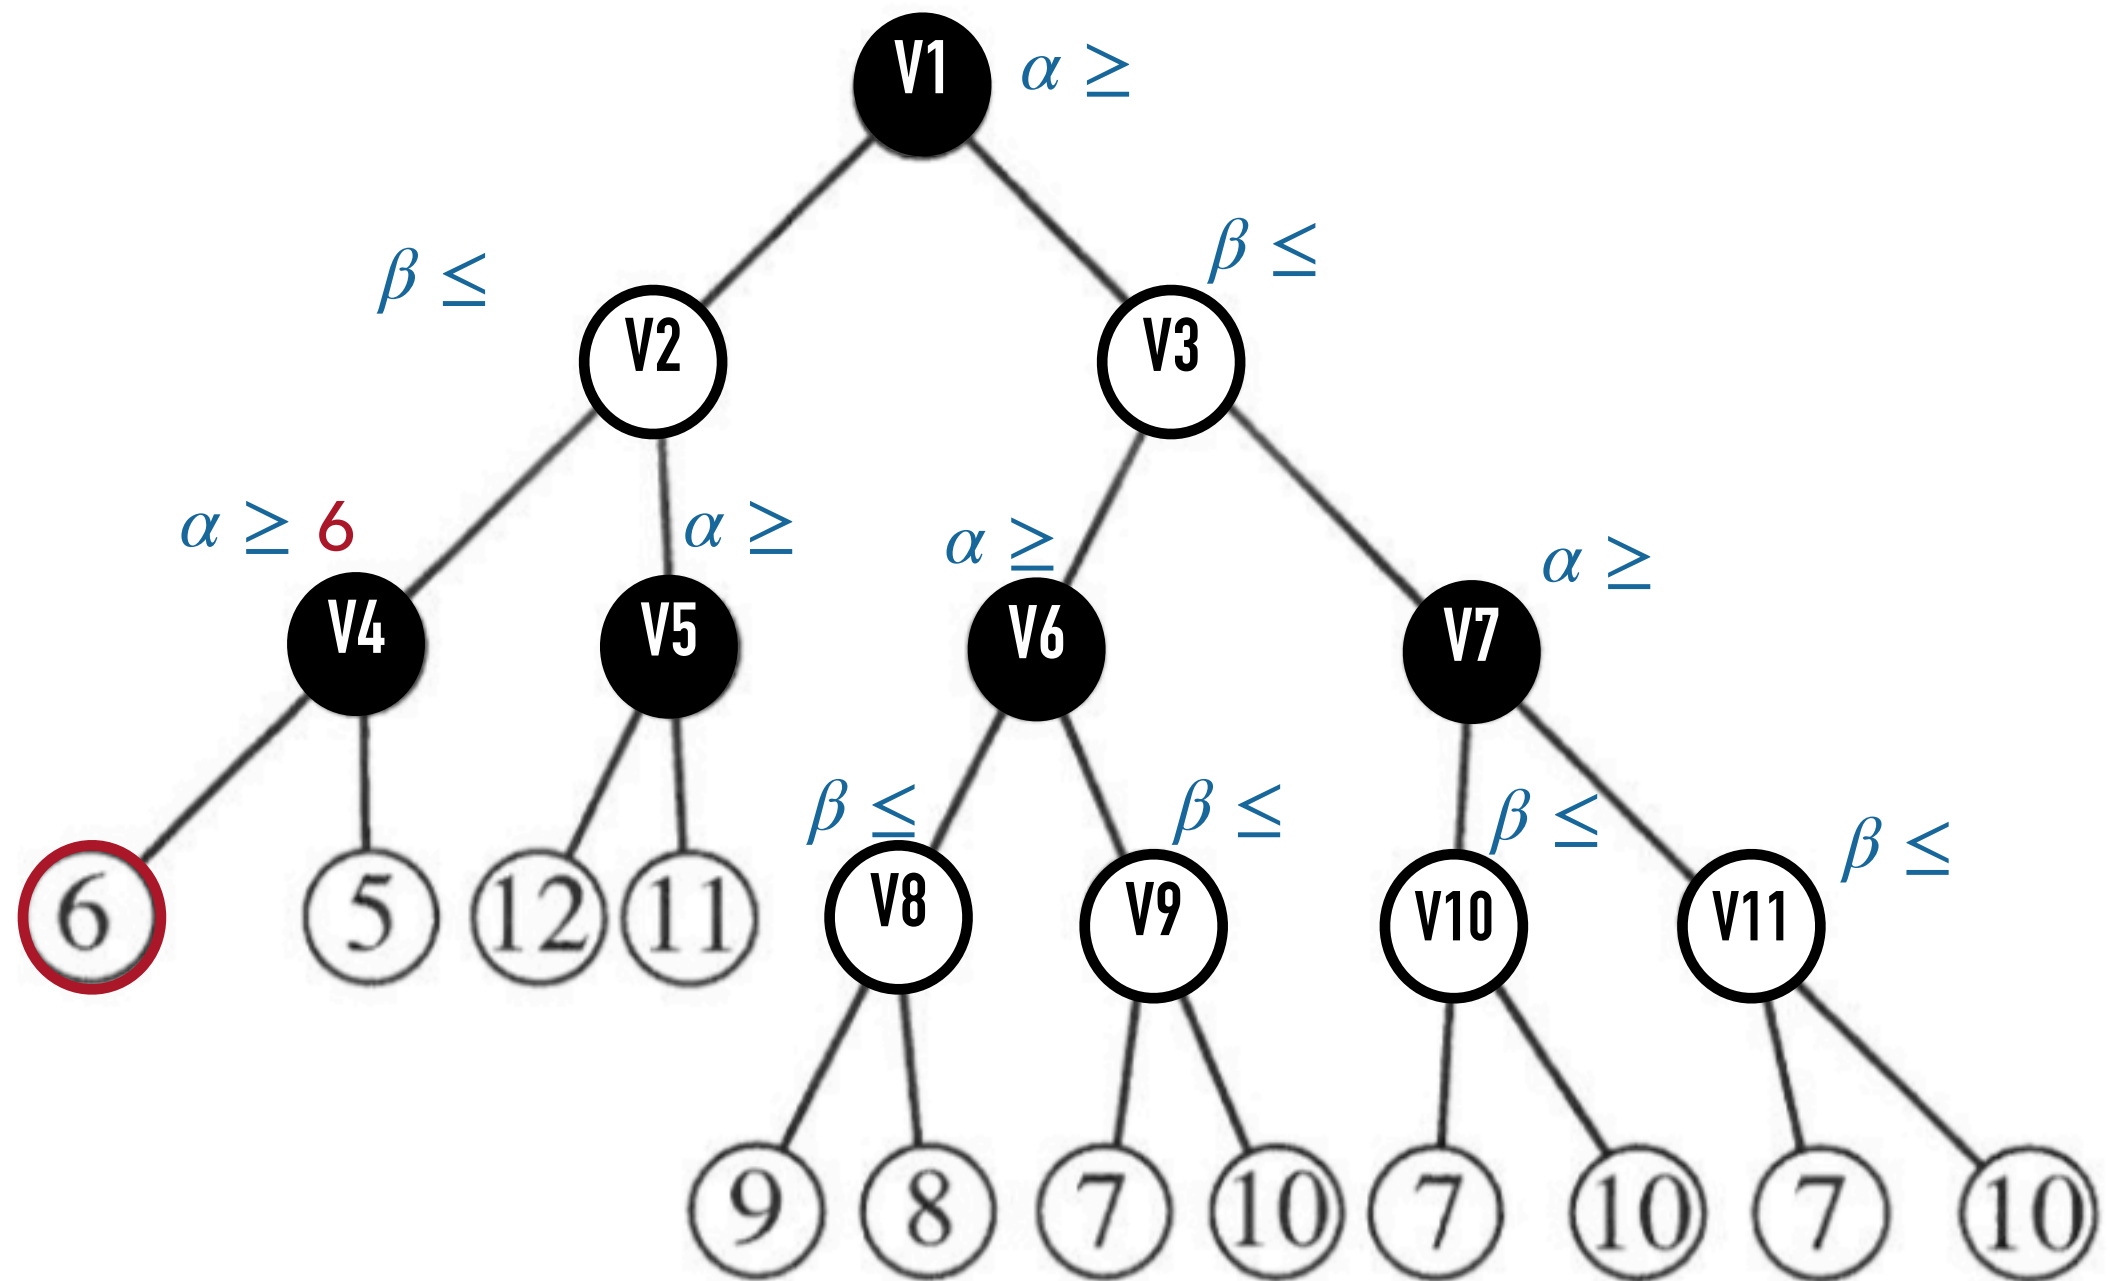 V1 α ≥
β ≤ β ≤
V2 V3
α ≥ 6 α ≥ α ≥ α ≥
V4 V5 V6 V7
β ≤ β ≤ β ≤ β ≤
6 5 12 11 V8 V9 V10 V11
9 8 7 10 7 10 7 10